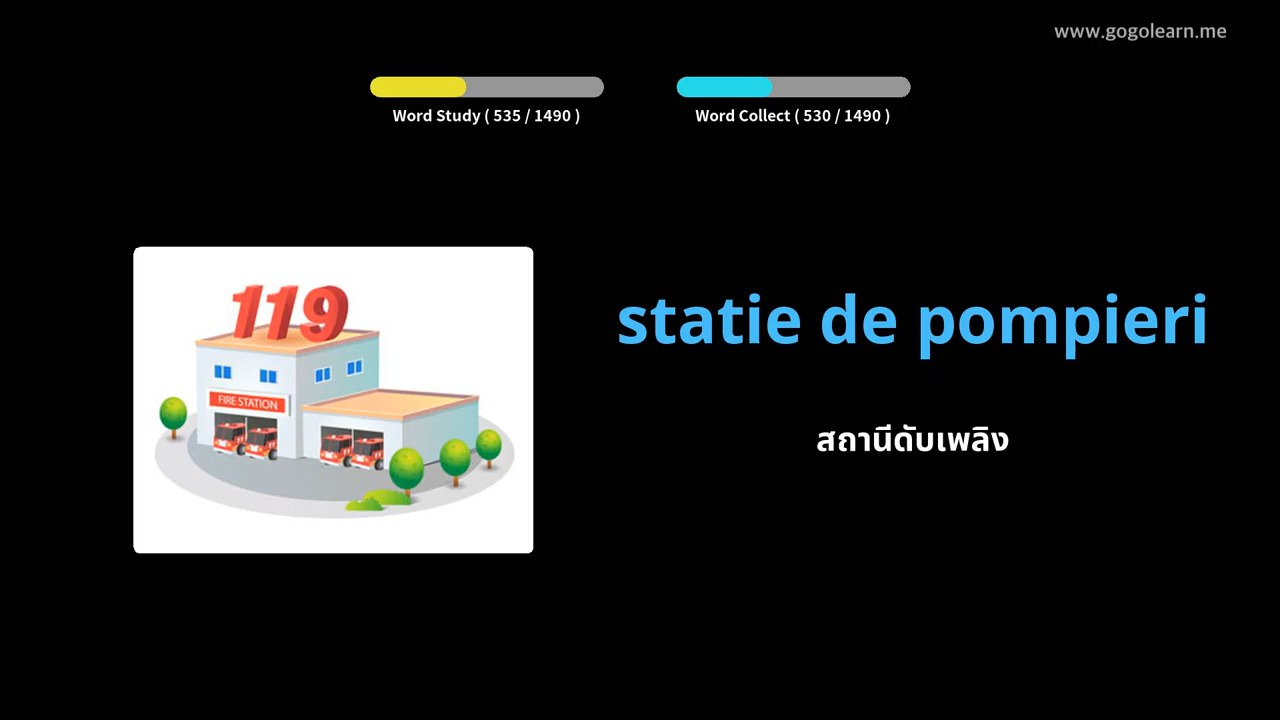 www.gogolearn.me
Word Study ( 535 / 1490 )
Word Collect ( 530 / 1490 )
119
FIRE STATION
statie de pompieri
สถานีดับเพลิง